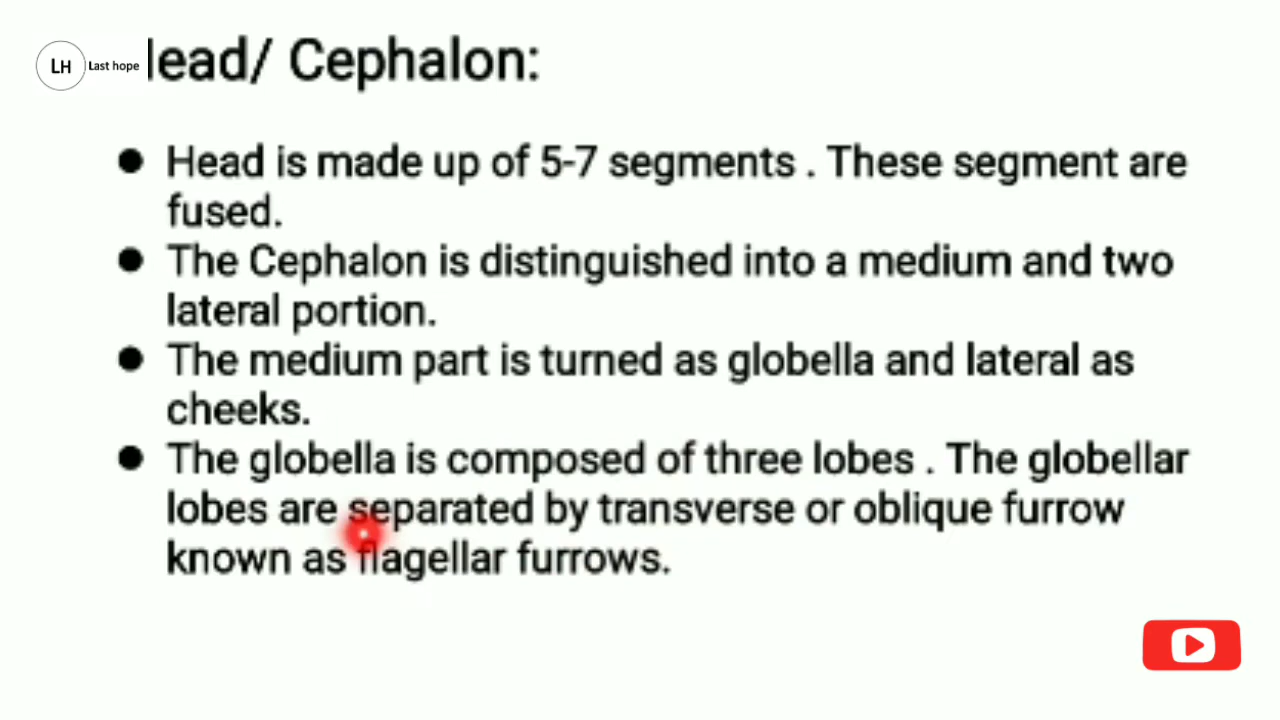 LH Last hope
lead/ Cephalon:
● Head is made up of 5-7 segments . These segment are
fused.
● The Cephalon is distinguished into a medium and two
lateral portion.
● The medium part is turned as globella and lateral as
cheeks.
● The globella is composed of three lobes . The globellar
lobes are separated by transverse or oblique furrow
known as flagellar furrows.